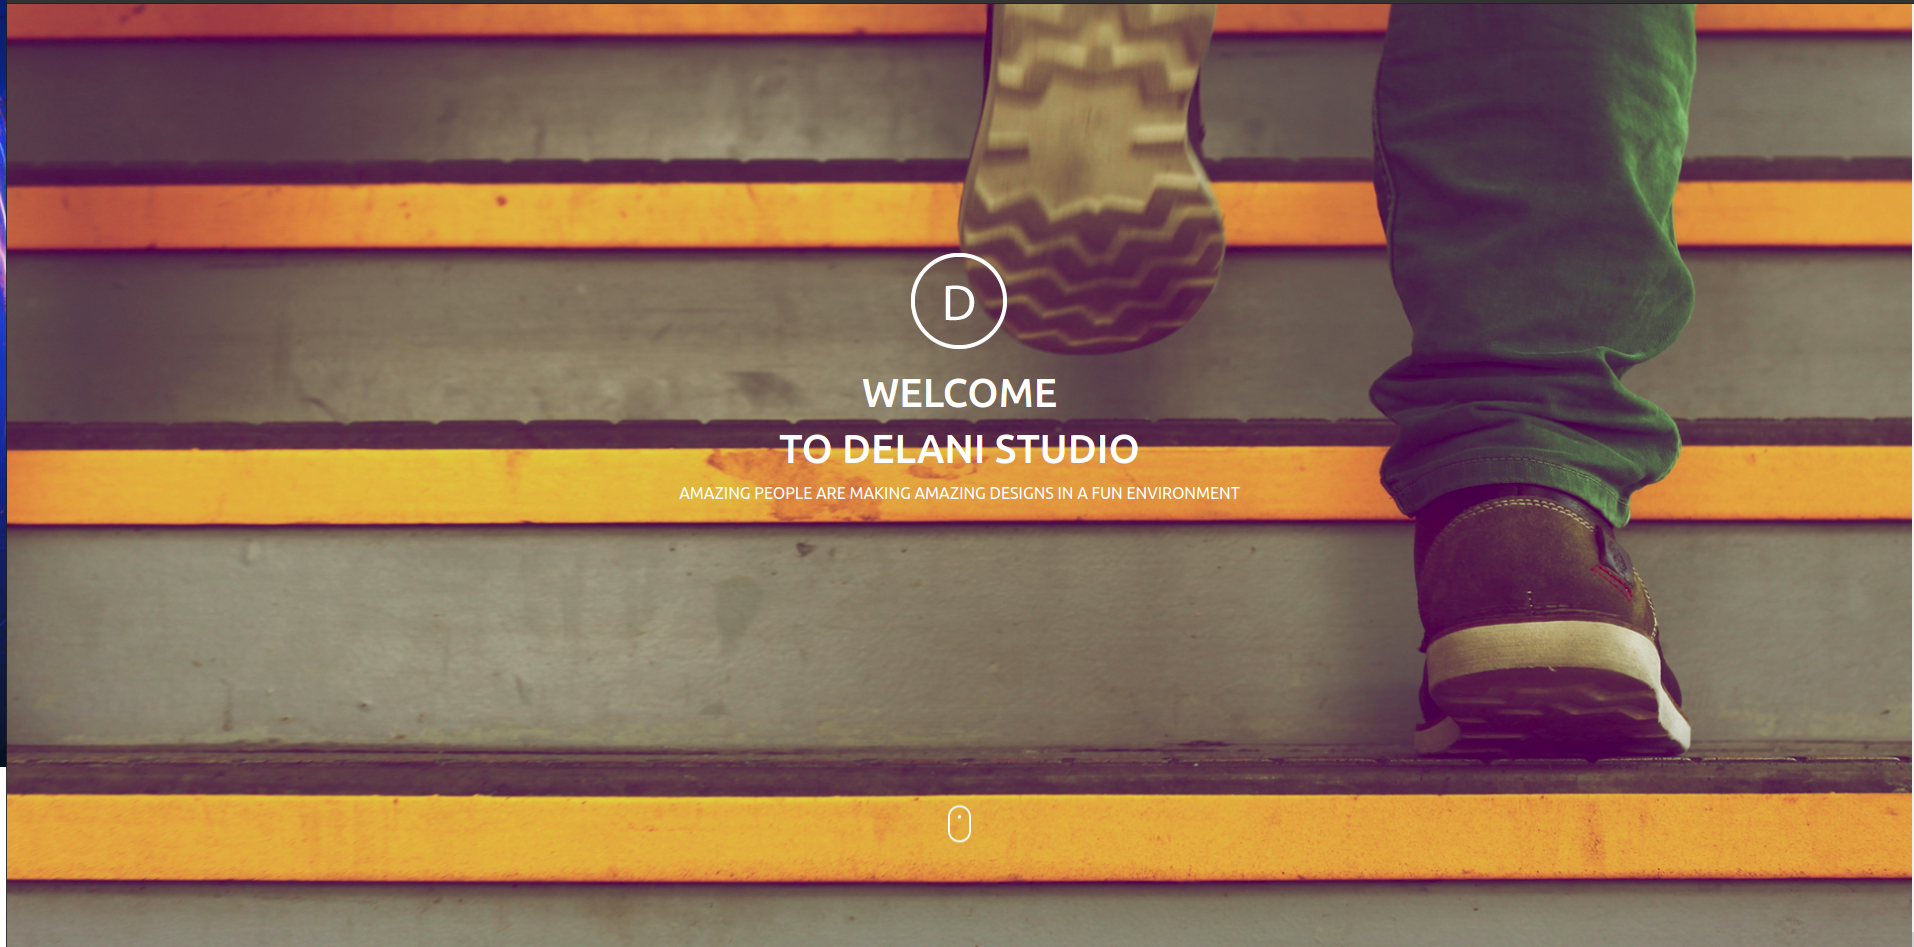 D
WELCOME
TO DELANI STUDIO
AMAZING PEOPLE ARE MAKING AMAZING DESIGNS IN A FUN ENVIRONMENT